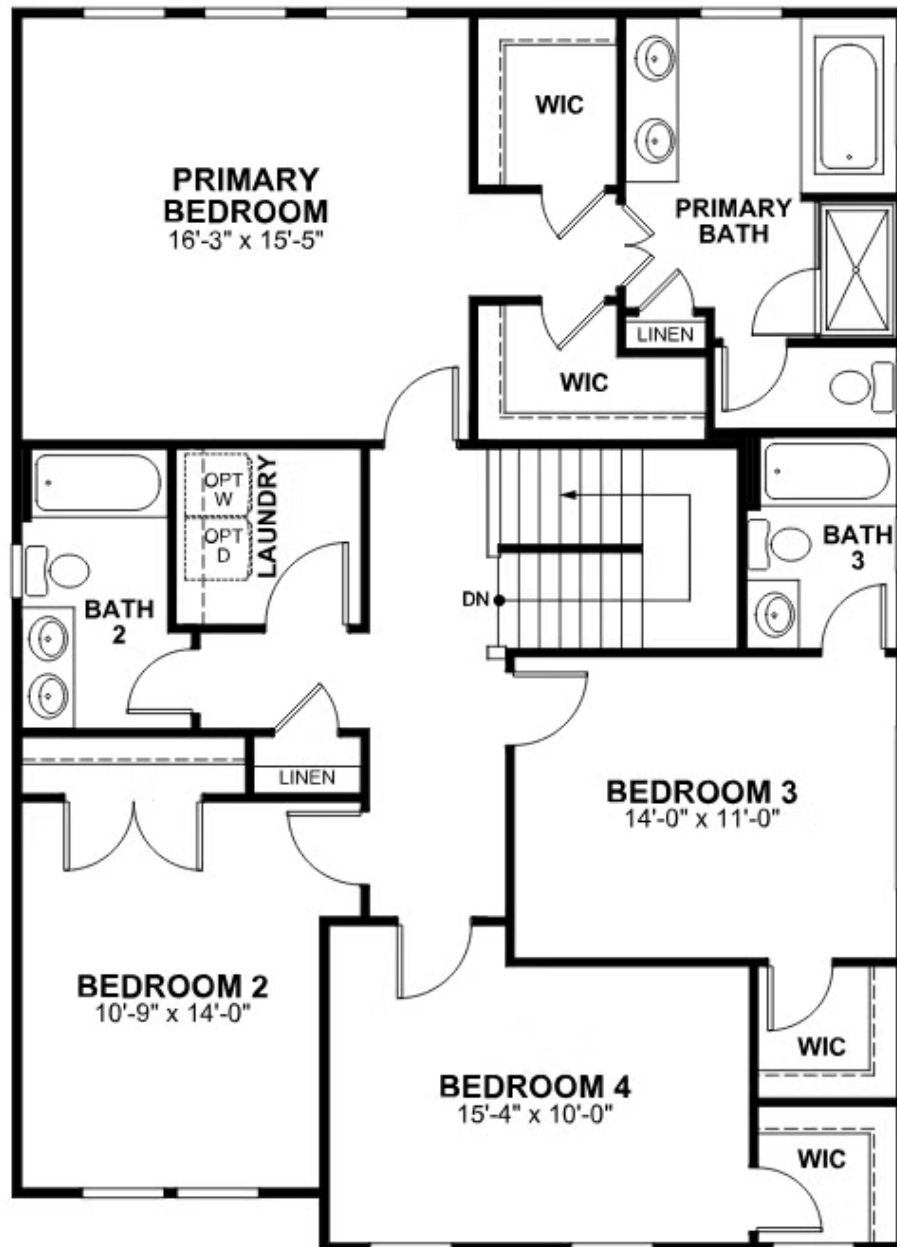 WIC
PRIMARY
BEDROOM
16'-3" x 15'-5"
PRIMARY
BATH
LINEN
WIC
OPT
W
OPT
D
LAUNDRY
BATH
3
DN
BATH
2
LINEN
BEDROOM 3
14'-0" x 11'-0"
BEDROOM 2
10'-9" x 14'-0"
WIC
BEDROOM 4
15'-4" x 10'-0"
WIC